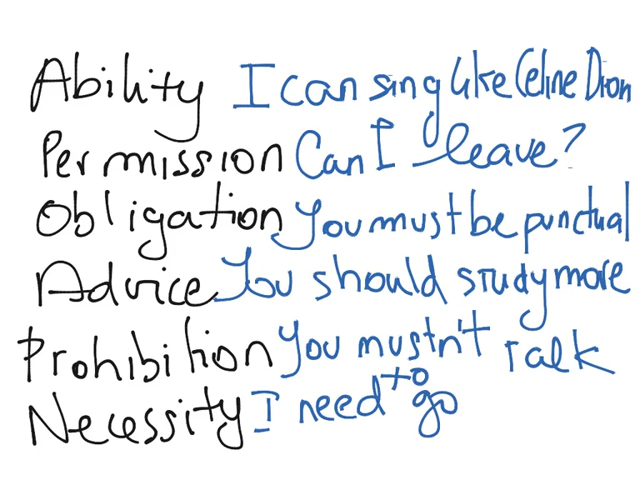 Ability I can sing like Celine Dion
Permission Can I leave?
Obligation You must be punctual
Advice You should study more
Prohibition You mustn't talk
Necessity I need to go